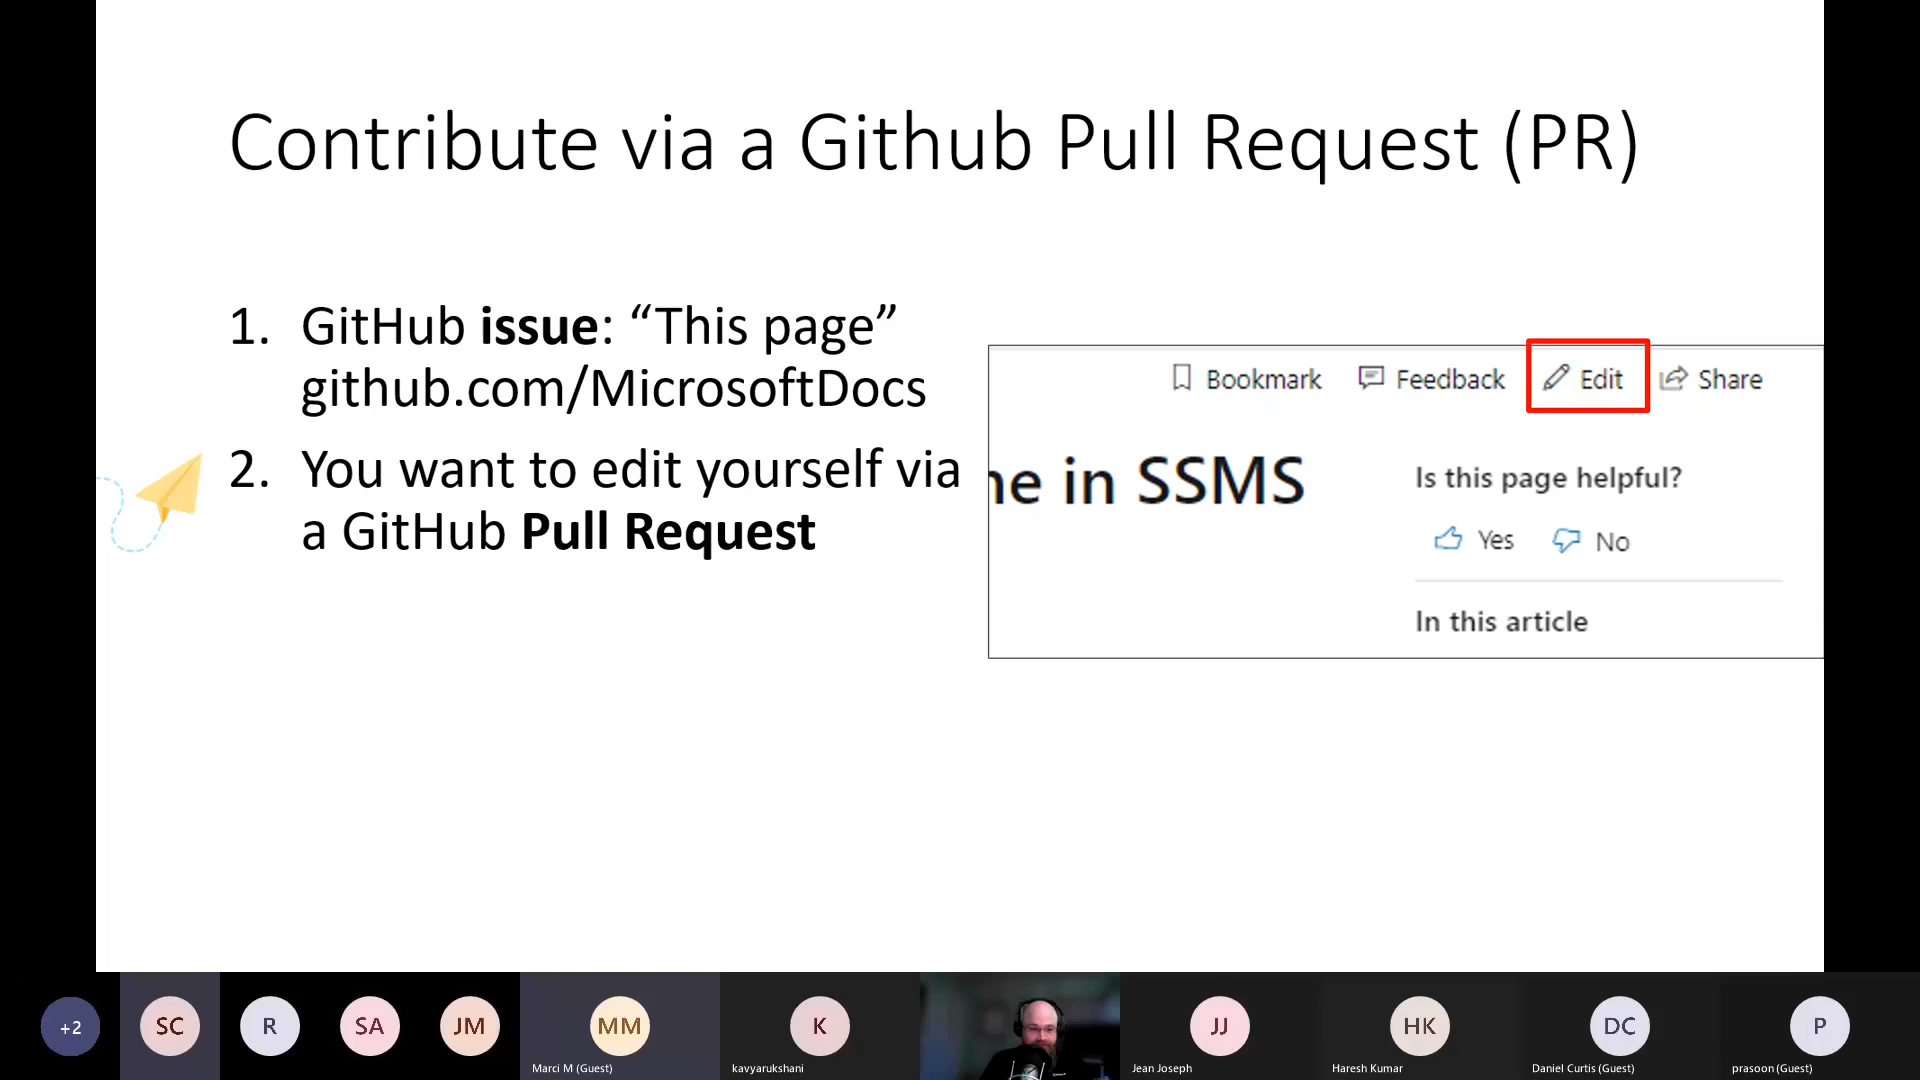 Contribute via a Github Pull Request (PR)
1. GitHub issue: “This page”
github.com/MicrosoftDocs
2. You want to edit yourself via
a GitHub Pull Request
Bookmark Feedback Edit Share
ne in SSMS
Is this page helpful?
Yes No
In this article
+2 SC R SA JM MM K JJ HK DC P
Marci M (Guest) kavyarukshani Jean Joseph Haresh Kumar Daniel Curtis (Guest) prasoon (Guest)